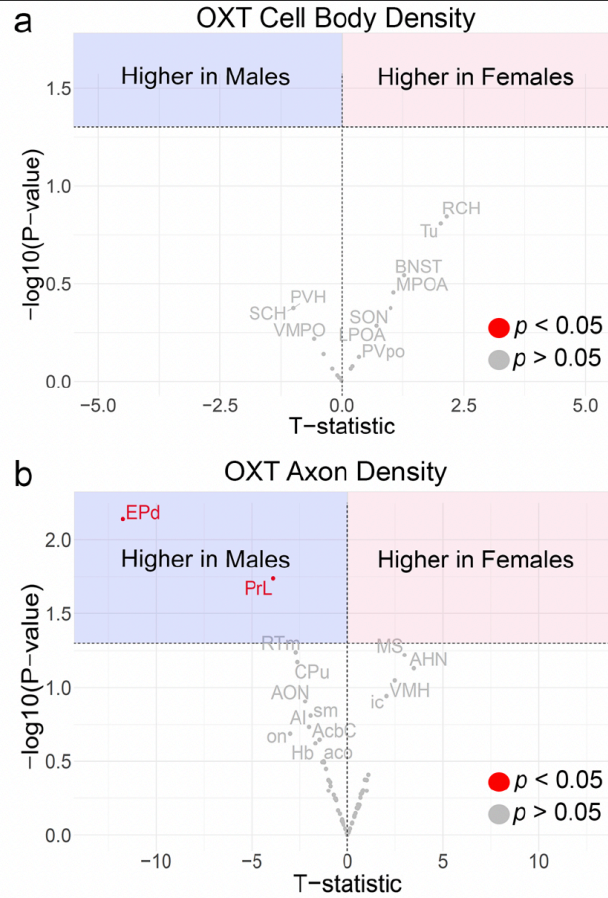 a
OXT Cell Body Density
Higher in Males
Higher in Females
1.5
1.0
0.5
0.0
−log10(P−value)
RCH
Tu
BNST
MPOA
PVH
SCH
SON
VMPO
LPOA
PVpo
p < 0.05
p > 0.05
−5.0
−2.5
0.0
2.5
5.0
T−statistic
b
OXT Axon Density
EPd
Higher in Males
Higher in Females
PrL
2.0
1.5
1.0
0.5
0.0
−log10(P−value)
RTm
MS
CPu
AHN
AON
VMH
ic
sm
AI
AcbC
on
Hb
aco
p < 0.05
p > 0.05
−10
−5
0
5
10
T−statistic